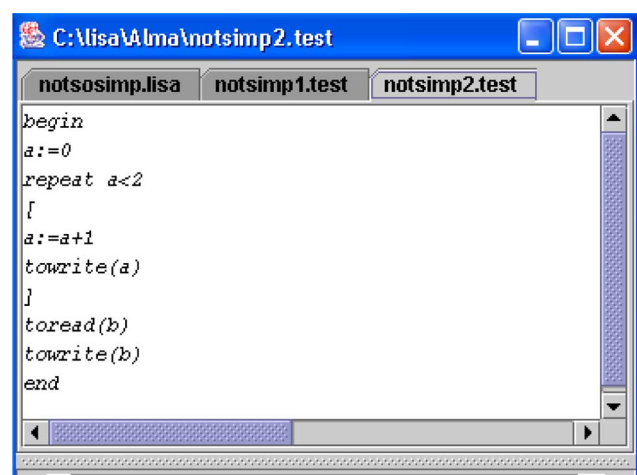 C:\lisa\Alma\notsimp2.test
notsosimp.lisa notsimp1.test notsimp2.test
begin
a:=0
repeat a<2
[
a:=a+1
towrite(a)
]
toread(b)
towrite(b)
end